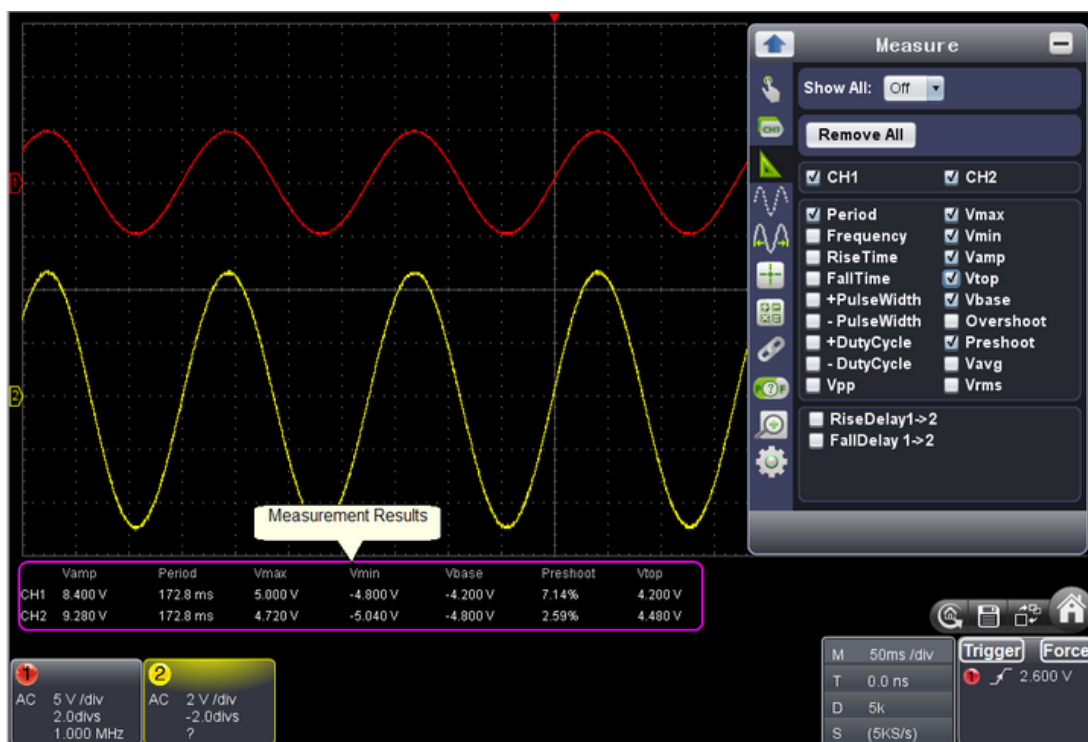 Measure
Show All: Off
CH1
Remove All
CH1 CH2
Period Vmax
Frequency Vmin
RiseTime Vamp
FallTime Vtop
+PulseWidth Vbase
- PulseWidth Overshoot
+DutyCycle Preshoot
- DutyCycle Vavg
Vpp Vrms
P?F
RiseDelay1->2
FallDelay 1->2
1
2
Measurement Results
Vamp Period Vmax Vmin Vbase Preshoot Vtop
CH1 8.400 V 172.8 ms 5.000 V -4.800 V -4.200 V 7.14% 4.200 V
CH2 9.280 V 172.8 ms 4.720 V -5.040 V -4.800 V 2.59% 4.480 V
1
AC 5 V /div
2.0divs
1.000 MHz
2
AC 2 V /div
-2.0divs
?
M 50ms /div
T 0.0 ns
D 5k
S (5KS/s)
Trigger Force
1 2.600 V